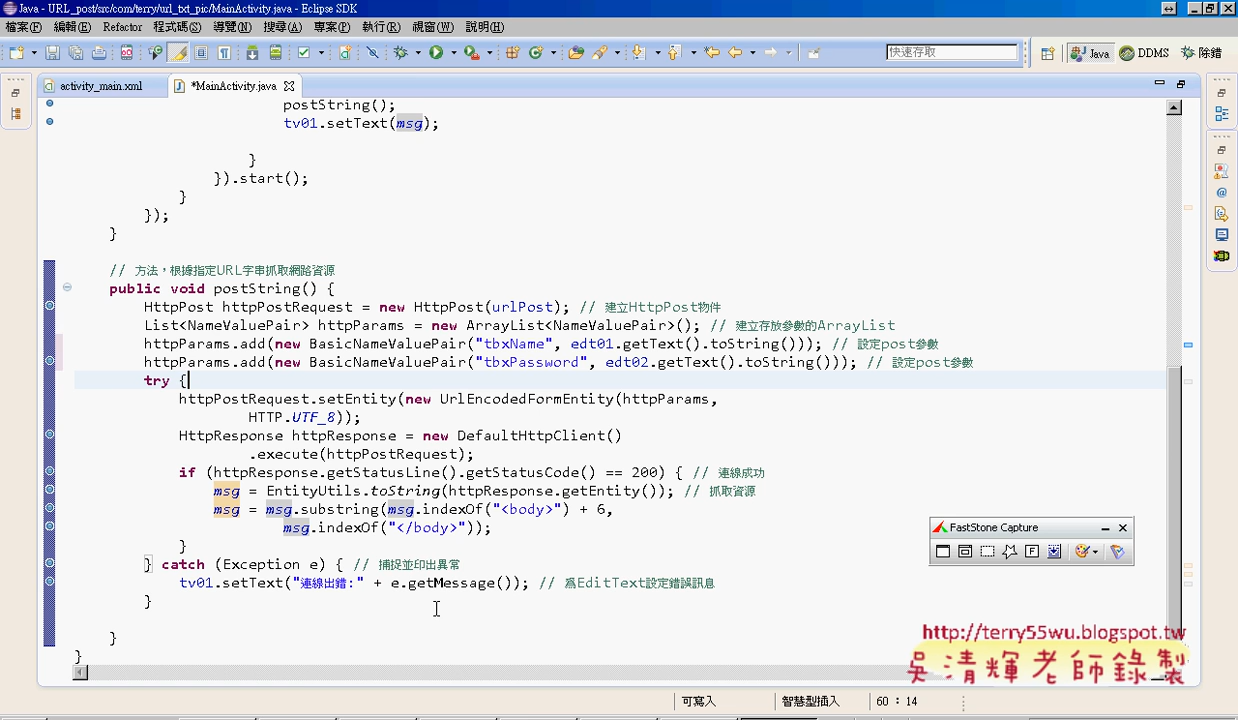 Java - URL_post/src/com/terry/url_txt_pic/MainActivity.java - Eclipse SDK
檔案(F) 編輯(E) Refactor 程式碼(S) 導覽(N) 搜尋(A) 專案(P) 執行(R) 視窗(W) 說明(H)
快速存取 Java DDMS 除錯
activity_main.xml *MainActivity.java
postString();
tv01.setText(msg);
}
}).start();
}
});
}
// 方法，根據指定URL字串抓取網路資源
public void postString() {
HttpPost httpPostRequest = new HttpPost(urlPost); // 建立HttpPost物件
List<NameValuePair> httpParams = new ArrayList<NameValuePair>(); // 建立存放參數的ArrayList
httpParams.add(new BasicNameValuePair("tbxName", edt01.getText().toString())); // 設定post參數
httpParams.add(new BasicNameValuePair("tbxPassword", edt02.getText().toString())); // 設定post參數
try {
httpPostRequest.setEntity(new UrlEncodedFormEntity(httpParams,
HTTP.UTF_8));
HttpResponse httpResponse = new DefaultHttpClient()
.execute(httpPostRequest);
if (httpResponse.getStatusLine().getStatusCode() == 200) { // 連線成功
msg = EntityUtils.toString(httpResponse.getEntity()); // 抓取資源
msg = msg.substring(msg.indexOf("<body>") + 6,
msg.indexOf("</body>"));
}
} catch (Exception e) { // 捕捉並印出異常
tv01.setText("連線出錯:" + e.getMessage()); // 為EditText設定錯誤訊息
}
}
}
FastStone Capture
http://terry55wu.blogspot.tw
吳清輝老師錄製
可寫入 智慧型插入 60 : 14